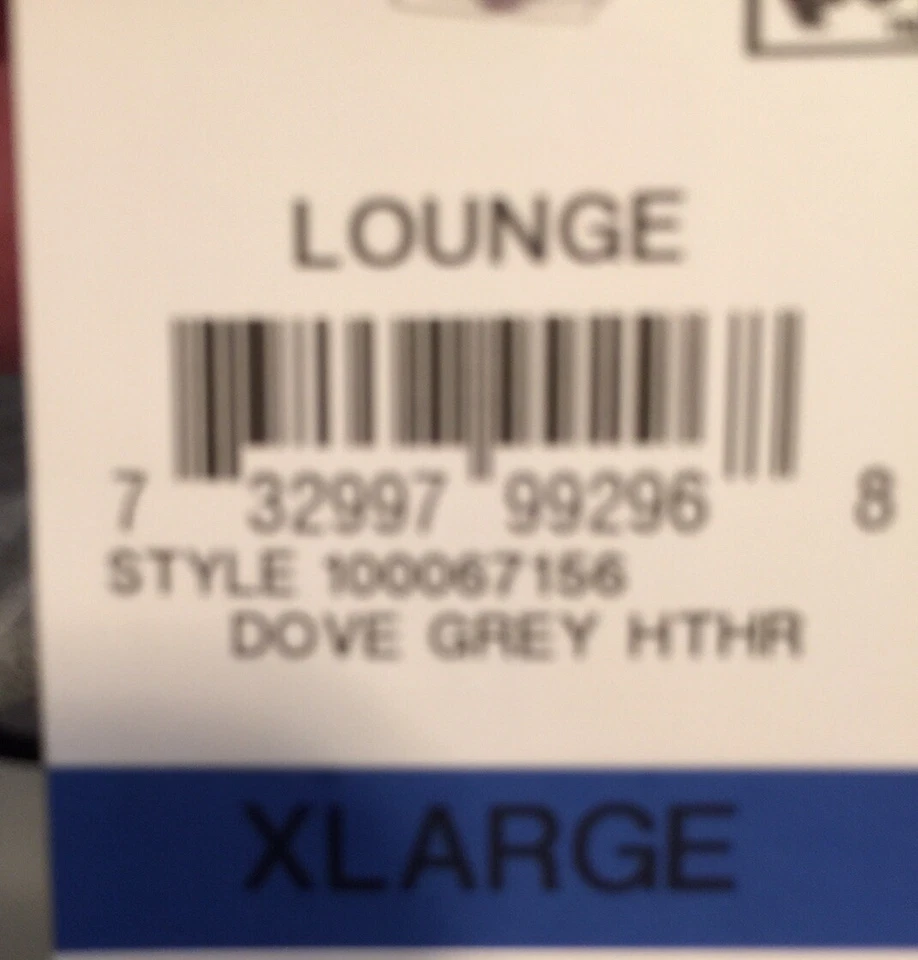 LOUNGE
7 32997 99296 8
STYLE 100067156
DOVE GREY HTHR
XLARGE